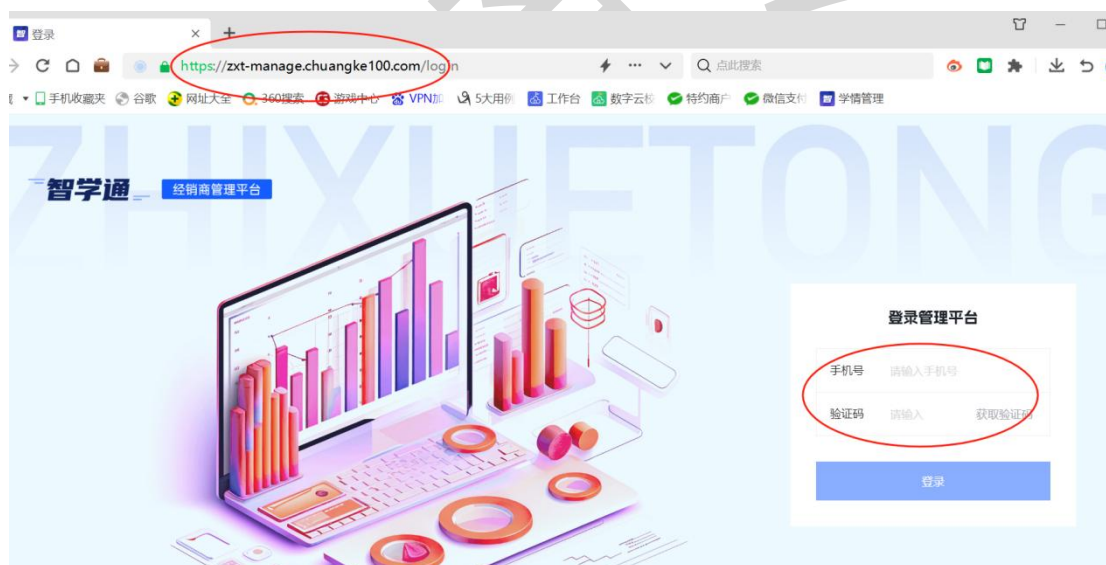 登录
https://zxt-manage.chuangke100.com/login
点此搜索
手机收藏夹 谷歌 网址大全 360搜索 游戏中心 VPN加 5大用例 工作台 数字云校 特约商户 微信支付 学情管理
ZHIXUETONG
智学通 经销商管理平台
登录管理平台
手机号 请输入手机号
验证码 请输入 获取验证码
登录